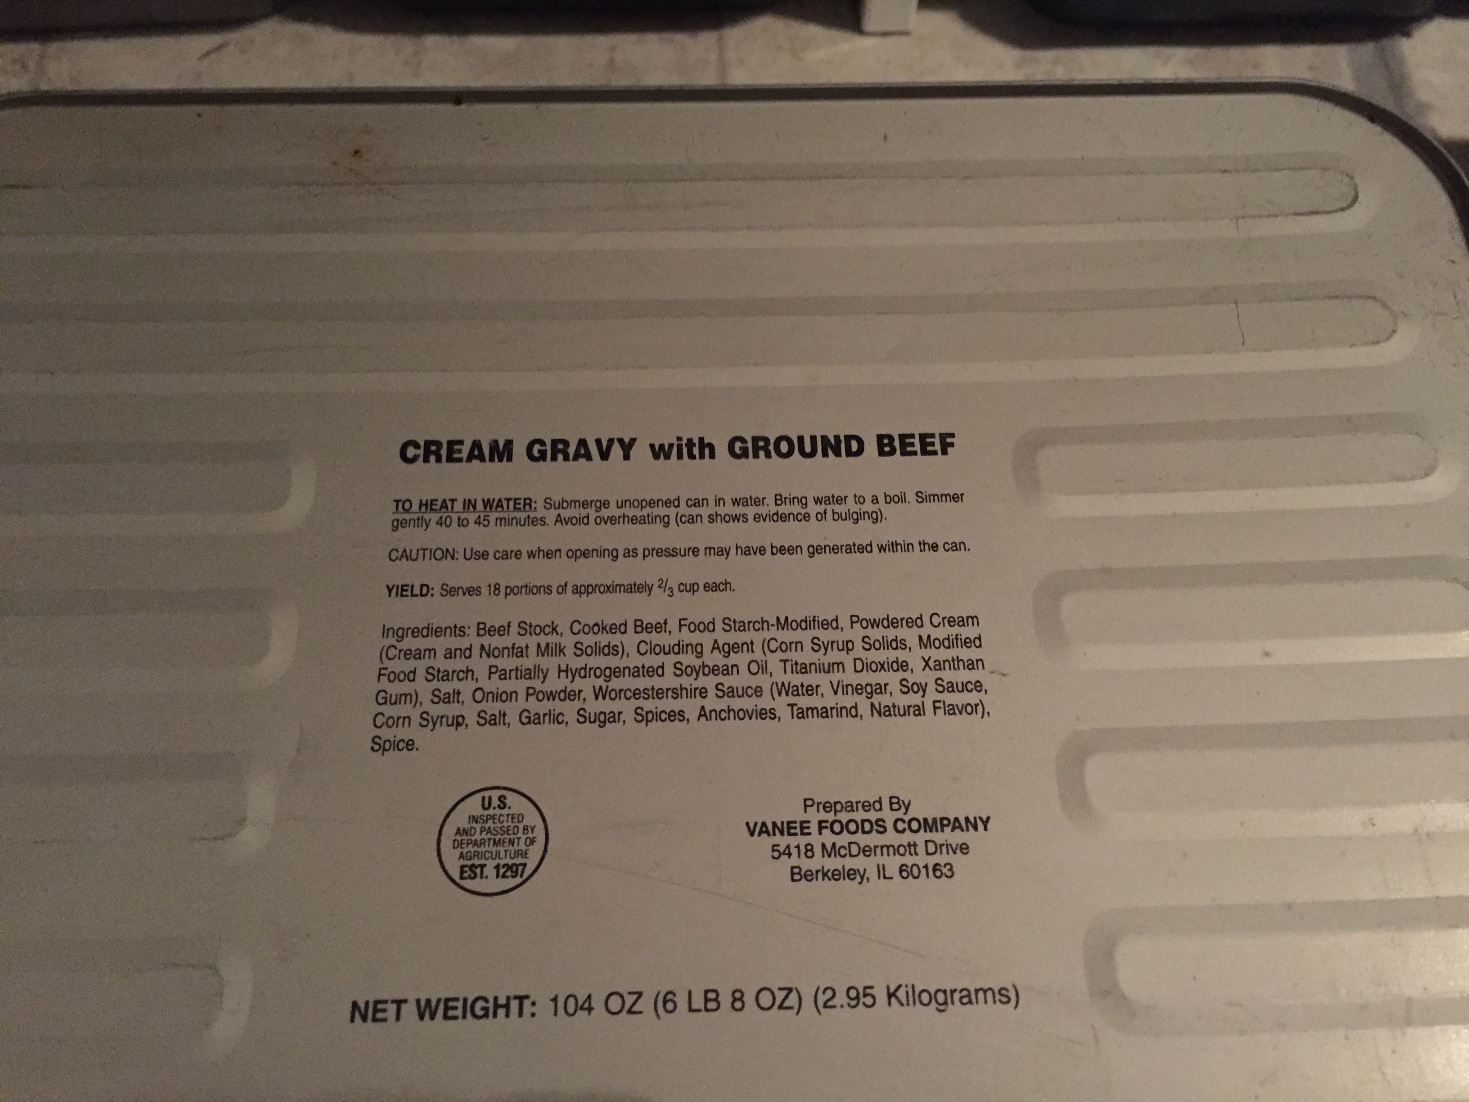 CREAM GRAVY with GROUND BEEF
TO HEAT IN WATER: Submerge unopened can in water. Bring water to a boil. Simmer
gently 40 to 45 minutes. Avoid overheating (can shows evidence of bulging).
CAUTION: Use care when opening as pressure may have been generated within the can.
YIELD: Serves 18 portions of approximately 2/3 cup each.
Ingredients: Beef Stock, Cooked Beef, Food Starch-Modified, Powdered Cream
(Cream and Nonfat Milk Solids), Clouding Agent (Corn Syrup Solids, Modified
Food Starch, Partially Hydrogenated Soybean Oil, Titanium Dioxide, Xanthan
Gum), Salt, Onion Powder, Worcestershire Sauce (Water, Vinegar, Soy Sauce,
Corn Syrup, Salt, Garlic, Sugar, Spices, Anchovies, Tamarind, Natural Flavor),
Spice.
U.S.
INSPECTED
AND PASSED BY
DEPARTMENT OF
AGRICULTURE
EST. 1297
Prepared By
VANEE FOODS COMPANY
5418 McDermott Drive
Berkeley, IL 60163
NET WEIGHT: 104 OZ (6 LB 8 OZ) (2.95 Kilograms)